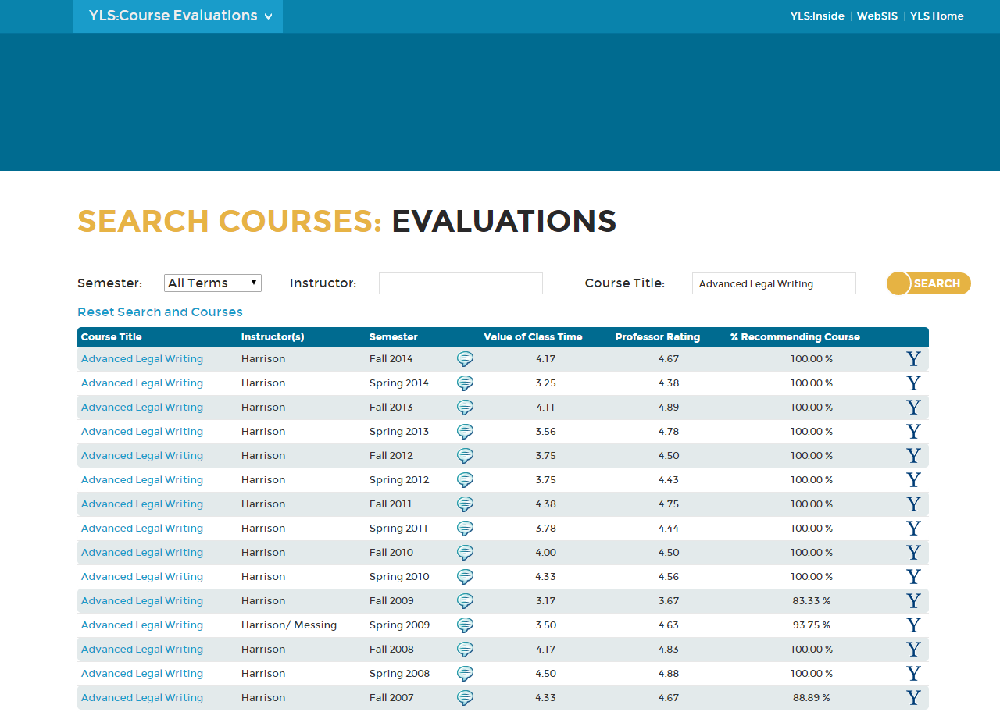 YLS:Course Evaluations YLS:Inside | WebSIS | YLS Home
SEARCH COURSES: EVALUATIONS
Semester: All Terms Instructor: Course Title: Advanced Legal Writing SEARCH
Reset Search and Courses
Course Title Instructor(s) Semester Value of Class Time Professor Rating % Recommending Course
Advanced Legal Writing Harrison Fall 2014 4.17 4.67 100.00 % Y
Advanced Legal Writing Harrison Spring 2014 3.25 4.38 100.00 % Y
Advanced Legal Writing Harrison Fall 2013 4.11 4.89 100.00 % Y
Advanced Legal Writing Harrison Spring 2013 3.56 4.78 100.00 % Y
Advanced Legal Writing Harrison Fall 2012 3.75 4.50 100.00 % Y
Advanced Legal Writing Harrison Spring 2012 3.75 4.43 100.00 % Y
Advanced Legal Writing Harrison Fall 2011 4.38 4.75 100.00 % Y
Advanced Legal Writing Harrison Spring 2011 3.78 4.44 100.00 % Y
Advanced Legal Writing Harrison Fall 2010 4.00 4.50 100.00 % Y
Advanced Legal Writing Harrison Spring 2010 4.33 4.56 100.00 % Y
Advanced Legal Writing Harrison Fall 2009 3.17 3.67 83.33 % Y
Advanced Legal Writing Harrison/ Messing Spring 2009 3.50 4.63 93.75 % Y
Advanced Legal Writing Harrison Fall 2008 4.17 4.83 100.00 % Y
Advanced Legal Writing Harrison Spring 2008 4.50 4.88 100.00 % Y
Advanced Legal Writing Harrison Fall 2007 4.33 4.67 88.89 % Y